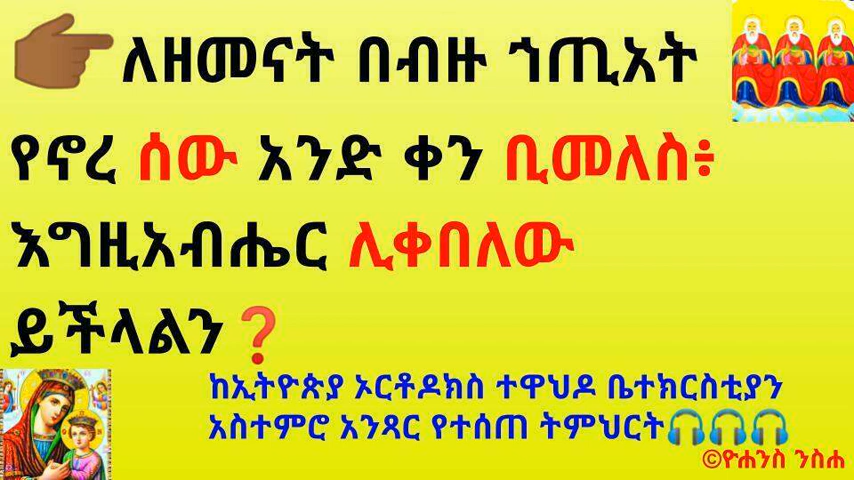 ለዘመናት በብዙ ኀጢአት
የኖረ ሰው አንድ ቀን ቢመለስ፥
እግዚአብሔር ሊቀበለው
ይችላልን❓
ከኢትዮጵያ ኦርቶዶክስ ተዋህዶ ቤተክርስቲያን
አስተምሮ አንጻር የተሰጠ ትምህርት
©ዮሐንስ ንስሐ